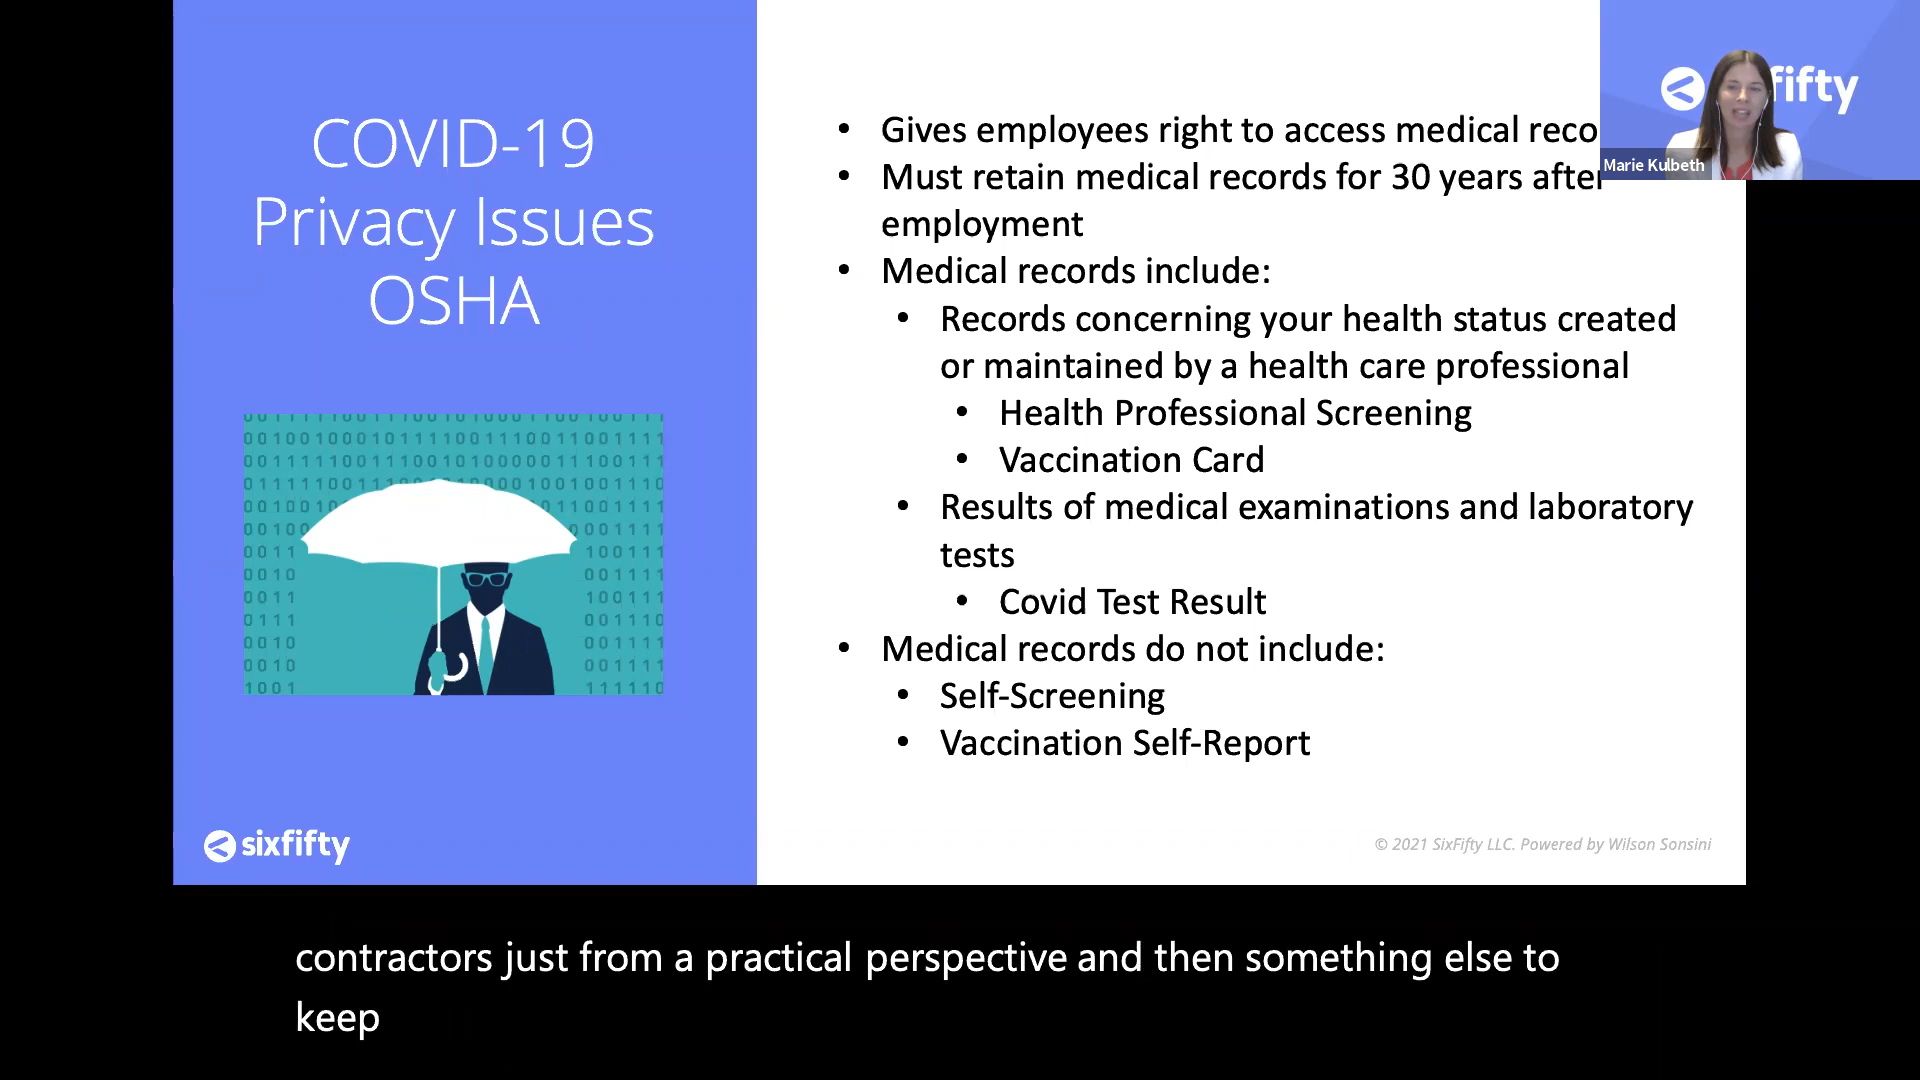 COVID-19
Privacy Issues
OSHA
sixfifty
• Gives employees right to access medical reco
• Must retain medical records for 30 years after
employment
• Medical records include:
• Records concerning your health status created
or maintained by a health care professional
• Health Professional Screening
• Vaccination Card
• Results of medical examinations and laboratory
tests
• Covid Test Result
• Medical records do not include:
• Self-Screening
• Vaccination Self-Report
© 2021 SixFifty LLC. Powered by Wilson Sonsini
fifty
Marie Kulbeth
contractors just from a practical perspective and then something else to
keep